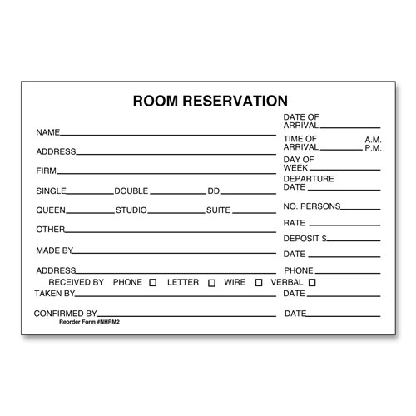 ROOM RESERVATION
DATE OF
NAME ARRIVAL
TIME OF A.M.
ADDRESS ARRIVAL P.M.
DAY OF
FIRM WEEK
DEPARTURE
SINGLE DOUBLE DD DATE
QUEEN STUDIO SUITE NO. PERSONS
RATE
OTHER
DEPOSIT $
MADE BY DATE
ADDRESS PHONE
RECEIVED BY PHONE LETTER WIRE VERBAL
TAKEN BY DATE
CONFIRMED BY DATE
Reorder Form #MHRM2